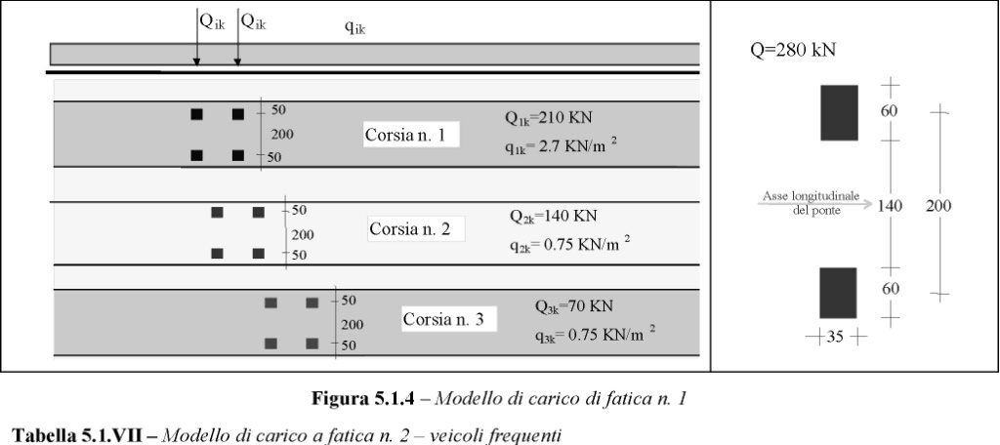 Qik Qik qik
50
200
50
Corsia n. 1
Q1k=210 KN
q1k= 2.7 KN/m 2
50
200
50
Corsia n. 2
Q2k=140 KN
q2k= 0.75 KN/m 2
50
200
50
Corsia n. 3
Q3k=70 KN
q3k= 0.75 KN/m 2
Q=280 kN
60
Asse longitudinale
del ponte
140 200
60
35
Figura 5.1.4 – Modello di carico di fatica n. 1
Tabella 5.1.VII – Modello di carico a fatica n. 2 – veicoli frequenti